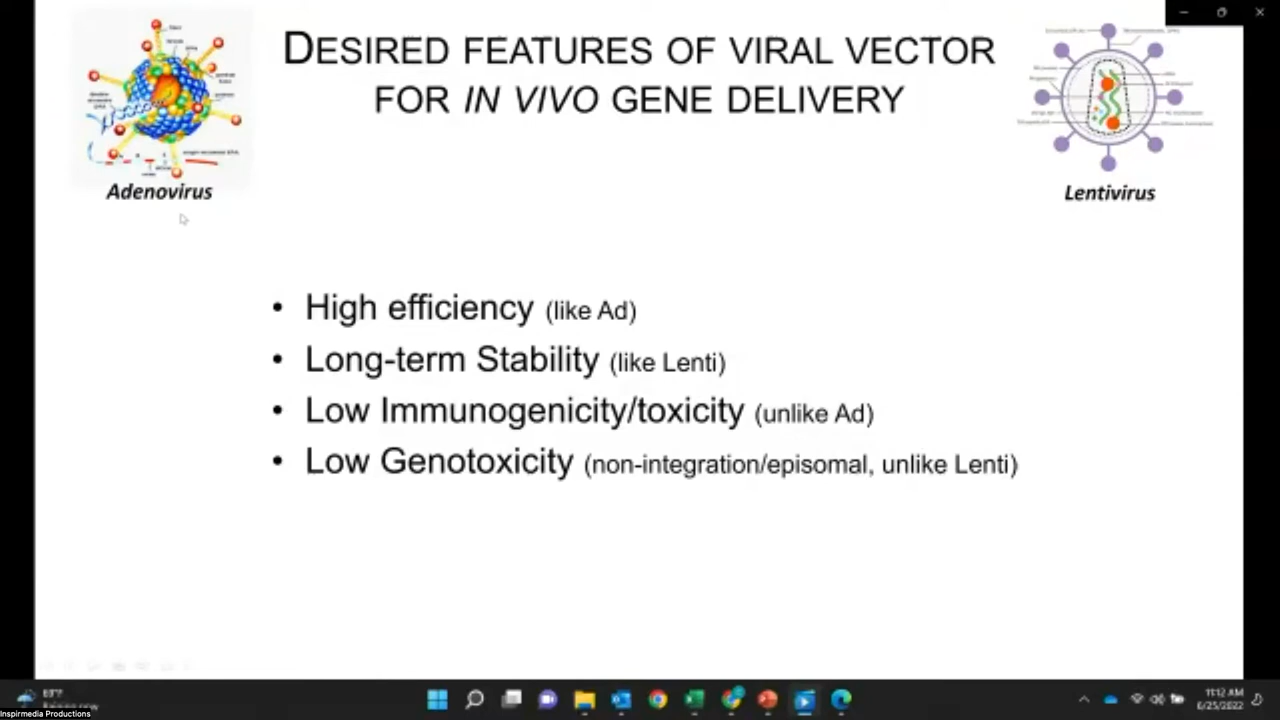 DESIRED FEATURES OF VIRAL VECTOR
FOR IN VIVO GENE DELIVERY
Adenovirus
Lentivirus
• High efficiency (like Ad)
• Long-term Stability (like Lenti)
• Low Immunogenicity/toxicity (unlike Ad)
• Low Genotoxicity (non-integration/episomal, unlike Lenti)
11:12 AM
6/25/2022
Inspirmedia Productions